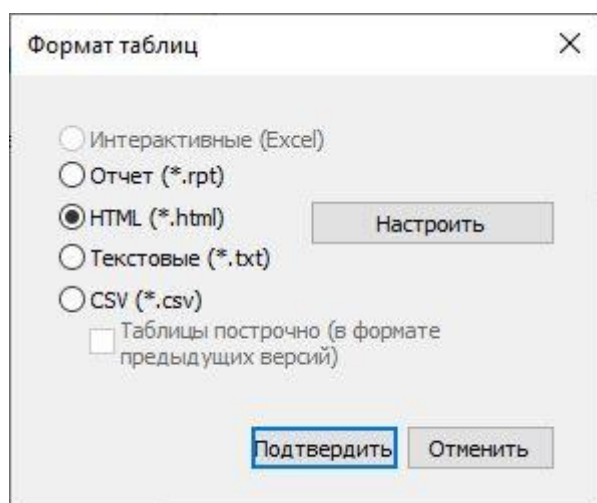 Формат таблиц
Интерактивные (Excel)
Отчет (*.rpt)
HTML (*.html)
Настроить
Текстовые (*.txt)
CSV (*.csv)
Таблицы построчно (в формате
предыдущих версий)
Подтвердить
Отменить